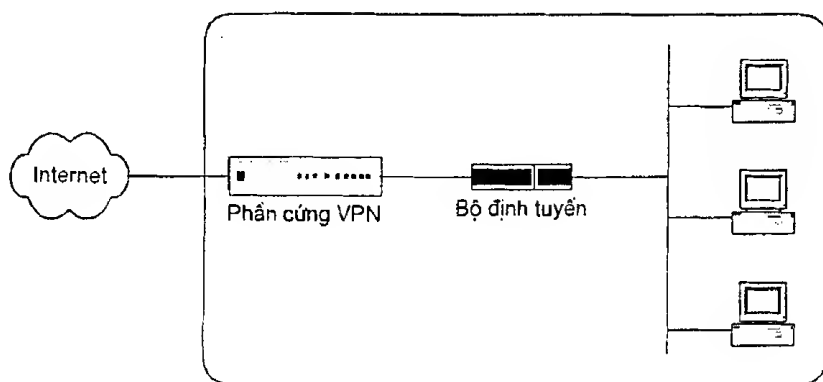 Internet
Phần cứng VPN
Bộ định tuyến